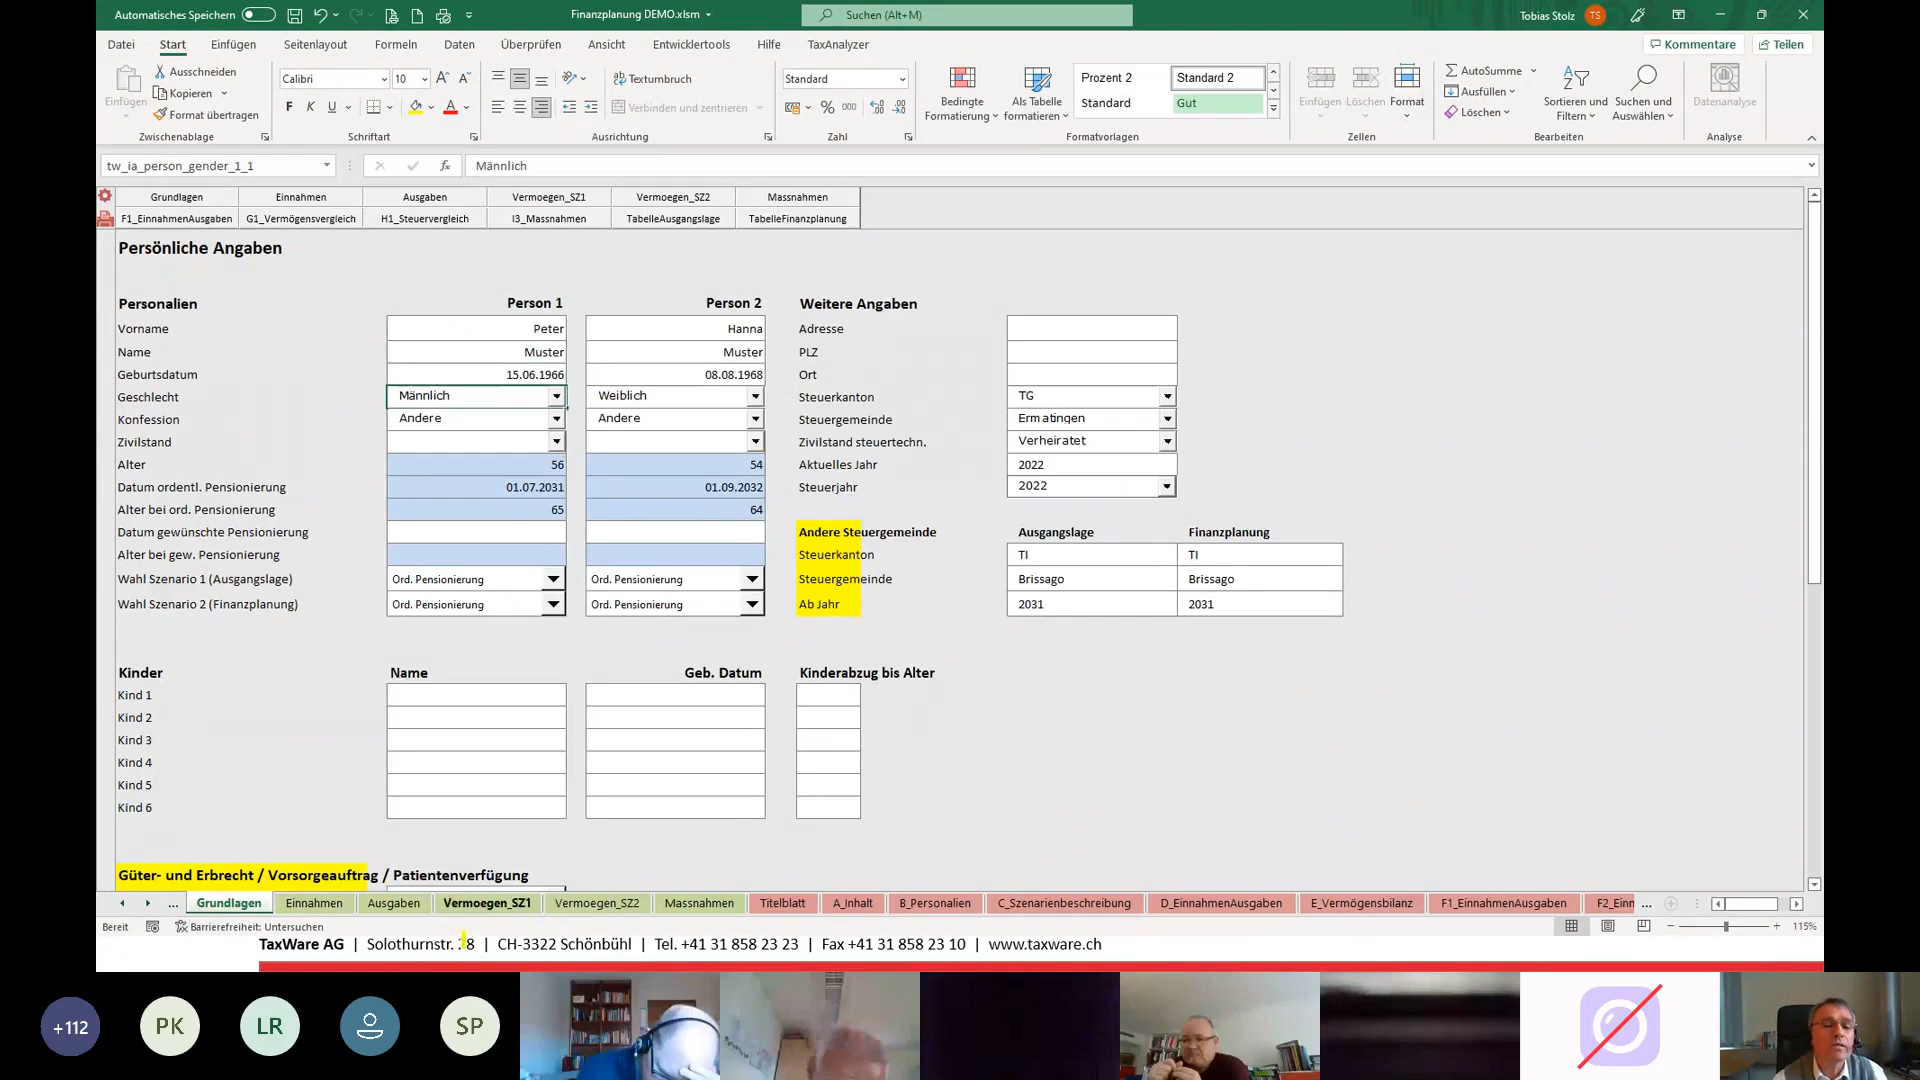 Automatisches Speichern
Finanzplanung DEMO.xlsm
Suchen (Alt+M)
Tobias Stolz
TS
Datei Start Einfügen Seitenlayout Formeln Daten Überprüfen Ansicht Entwicklertools Hilfe TaxAnalyzer
Kommentare
Teilen
Einfügen
Ausschneiden
Kopieren
Format übertragen
Zwischenablage
Calibri 10
F K U
Schriftart
Textumbruch
Verbinden und zentrieren
Ausrichtung
Standard
Zahl
Bedingte Formatierung
Als Tabelle formatieren
Prozent 2 Standard 2
Standard Gut
Formatvorlagen
Einfügen Löschen Format
Zellen
AutoSumme
Ausfüllen
Löschen
Sortieren und Filtern
Suchen und Auswählen
Bearbeiten
Datenanalyse
Analyse
tw_ia_person_gender_1_1
fx
Männlich
Grundlagen Einnahmen Ausgaben Vermoegen_SZ1 Vermoegen_SZ2 Massnahmen
F1_EinnahmenAusgaben G1_Vermögensvergleich H1_Steuervergleich I3_Massnahmen TabelleAusgangslage TabelleFinanzplanung
Persönliche Angaben
Personalien Person 1 Person 2 Weitere Angaben
Vorname Peter Hanna Adresse
Name Muster Muster PLZ
Geburtsdatum 15.06.1966 08.08.1968 Ort
Geschlecht Männlich Weiblich Steuerkanton TG
Konfession Andere Andere Steuergemeinde Ermatingen
Zivilstand Zivilstand steuertechn. Verheiratet
Alter 56 54 Aktuelles Jahr 2022
Datum ordentl. Pensionierung 01.07.2031 01.09.2032 Steuerjahr 2022
Alter bei ord. Pensionierung 65 64
Datum gewünschte Pensionierung Andere Steuergemeinde Ausgangslage Finanzplanung
Alter bei gew. Pensionierung Steuerkanton TI TI
Wahl Szenario 1 (Ausgangslage) Ord. Pensionierung Ord. Pensionierung Steuergemeinde Brissago Brissago
Wahl Szenario 2 (Finanzplanung) Ord. Pensionierung Ord. Pensionierung Ab Jahr 2031 2031
Kinder Name Geb. Datum Kinderabzug bis Alter
Kind 1
Kind 2
Kind 3
Kind 4
Kind 5
Kind 6
Güter- und Erbrecht / Vorsorgeauftrag / Patientenverfügung
... Grundlagen Einnahmen Ausgaben Vermoegen_SZ1 Vermoegen_SZ2 Massnahmen Titelblatt A_Inhalt B_Personalien C_Szenarienbeschreibung D_EinnahmenAusgaben E_Vermögensbilanz F1_EinnahmenAusgaben F2_Einn ...
Bereit Barrierefreiheit: Untersuchen 115%
TaxWare AG | Solothurnstr. 8 | CH-3322 Schönbühl | Tel. +41 31 858 23 23 | Fax +41 31 858 23 10 | www.taxware.ch
+112 PK LR SP